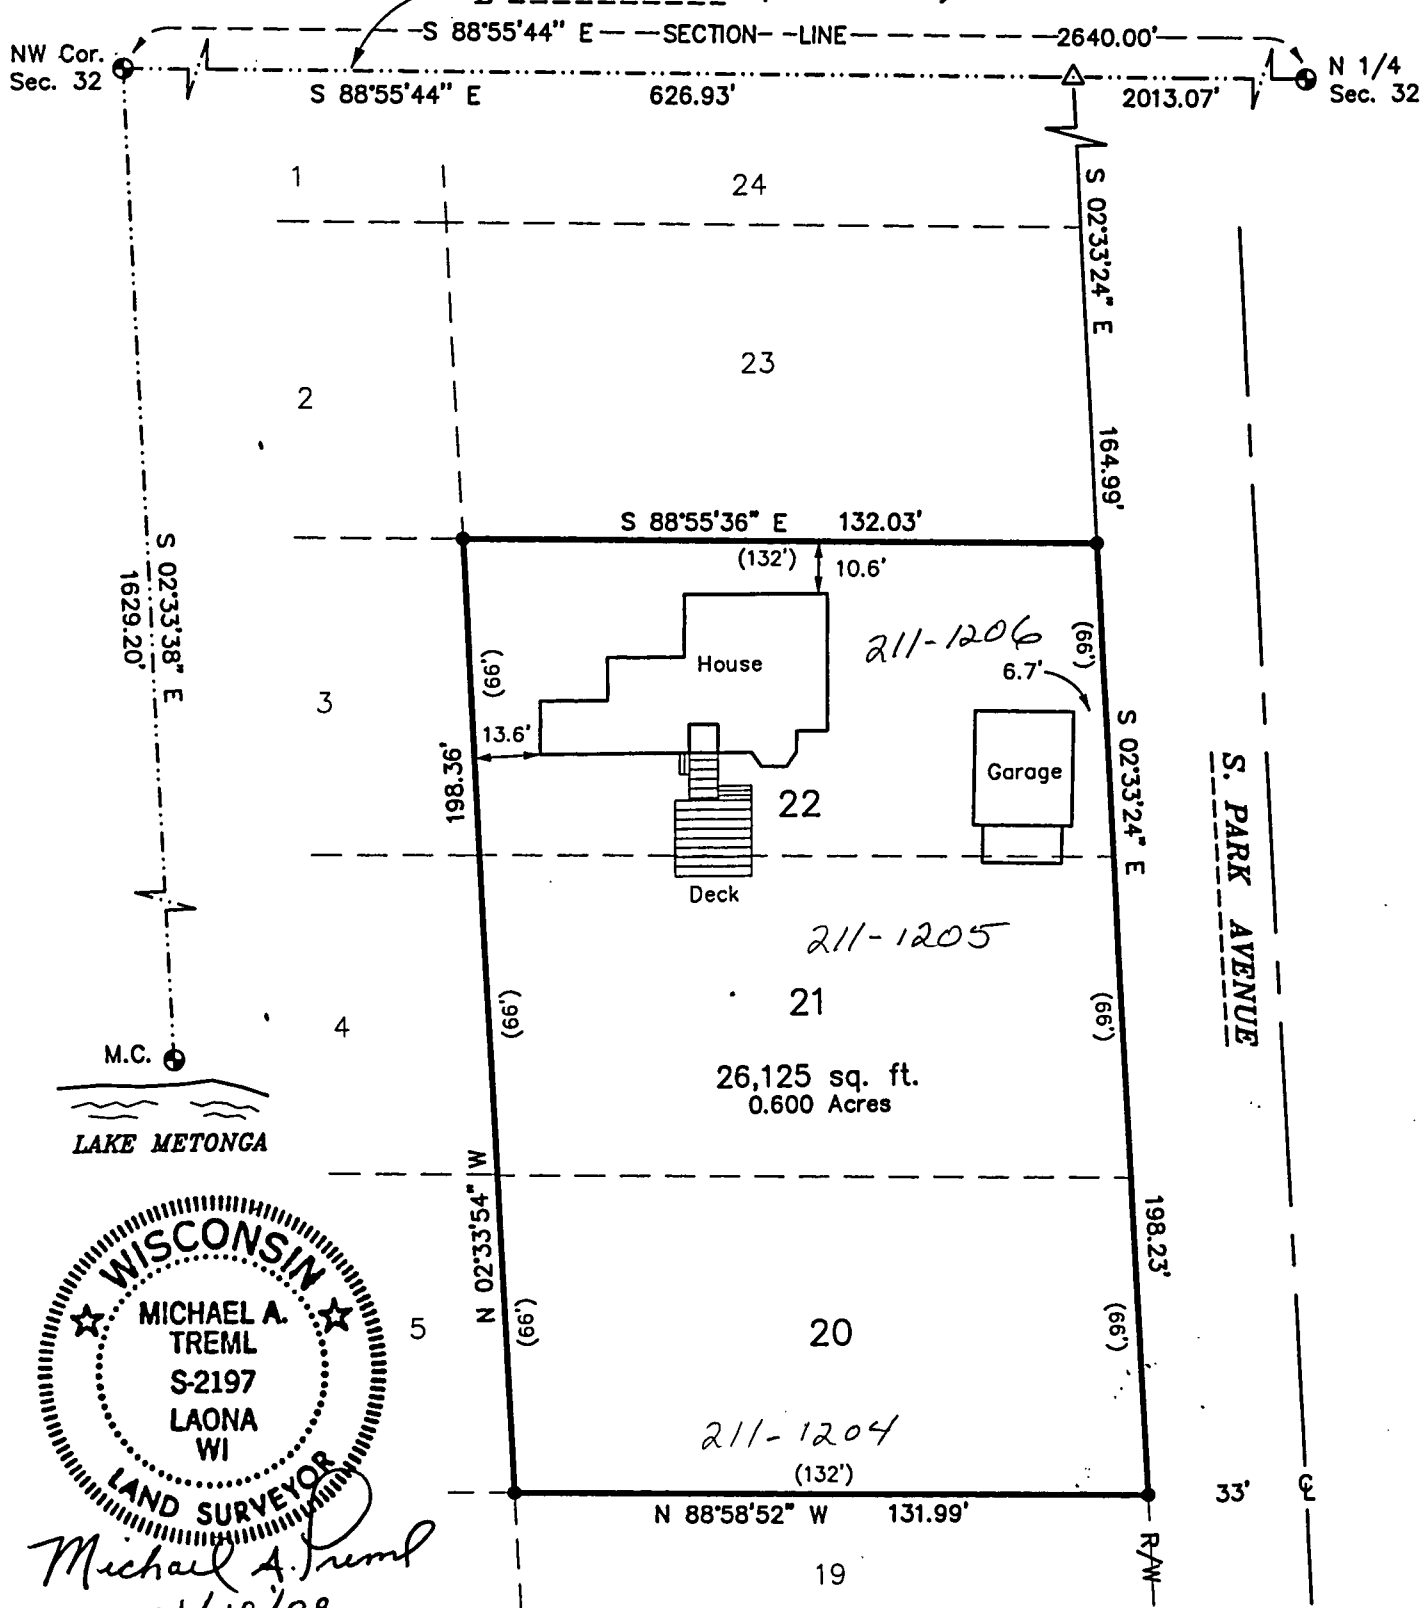 S 88°55'44" E SECTION LINE 2640.00'
NW Cor.
Sec. 32
N 1/4
Sec. 32
S 88°55'44" E 626.93' 2013.07'
1
24
S 02°33'24" E
23
2
164.99'
S 88°55'36" E 132.03'
(132')
10.6'
S 02°33'38" E
1629.20'
211-1206
(66')
(66')
House
6.7'
3
13.6'
198.36'
S 02°33'24" E
Garage
22
S. PARK AVENUE
Deck
211-1205
21
(66')
(66')
4
M.C.
26,125 sq. ft.
0.600 Acres
LAKE METONGA
N 02°33'54" W
198.23'
WISCONSIN
MICHAEL A.
TREML
S-2197
LAONA
WI
LAND SURVEYOR
5
(66')
20
(66')
211-1204
(132')
N 88°58'52" W 131.99'
33'
℄
Michael A. Treml
R/W
19